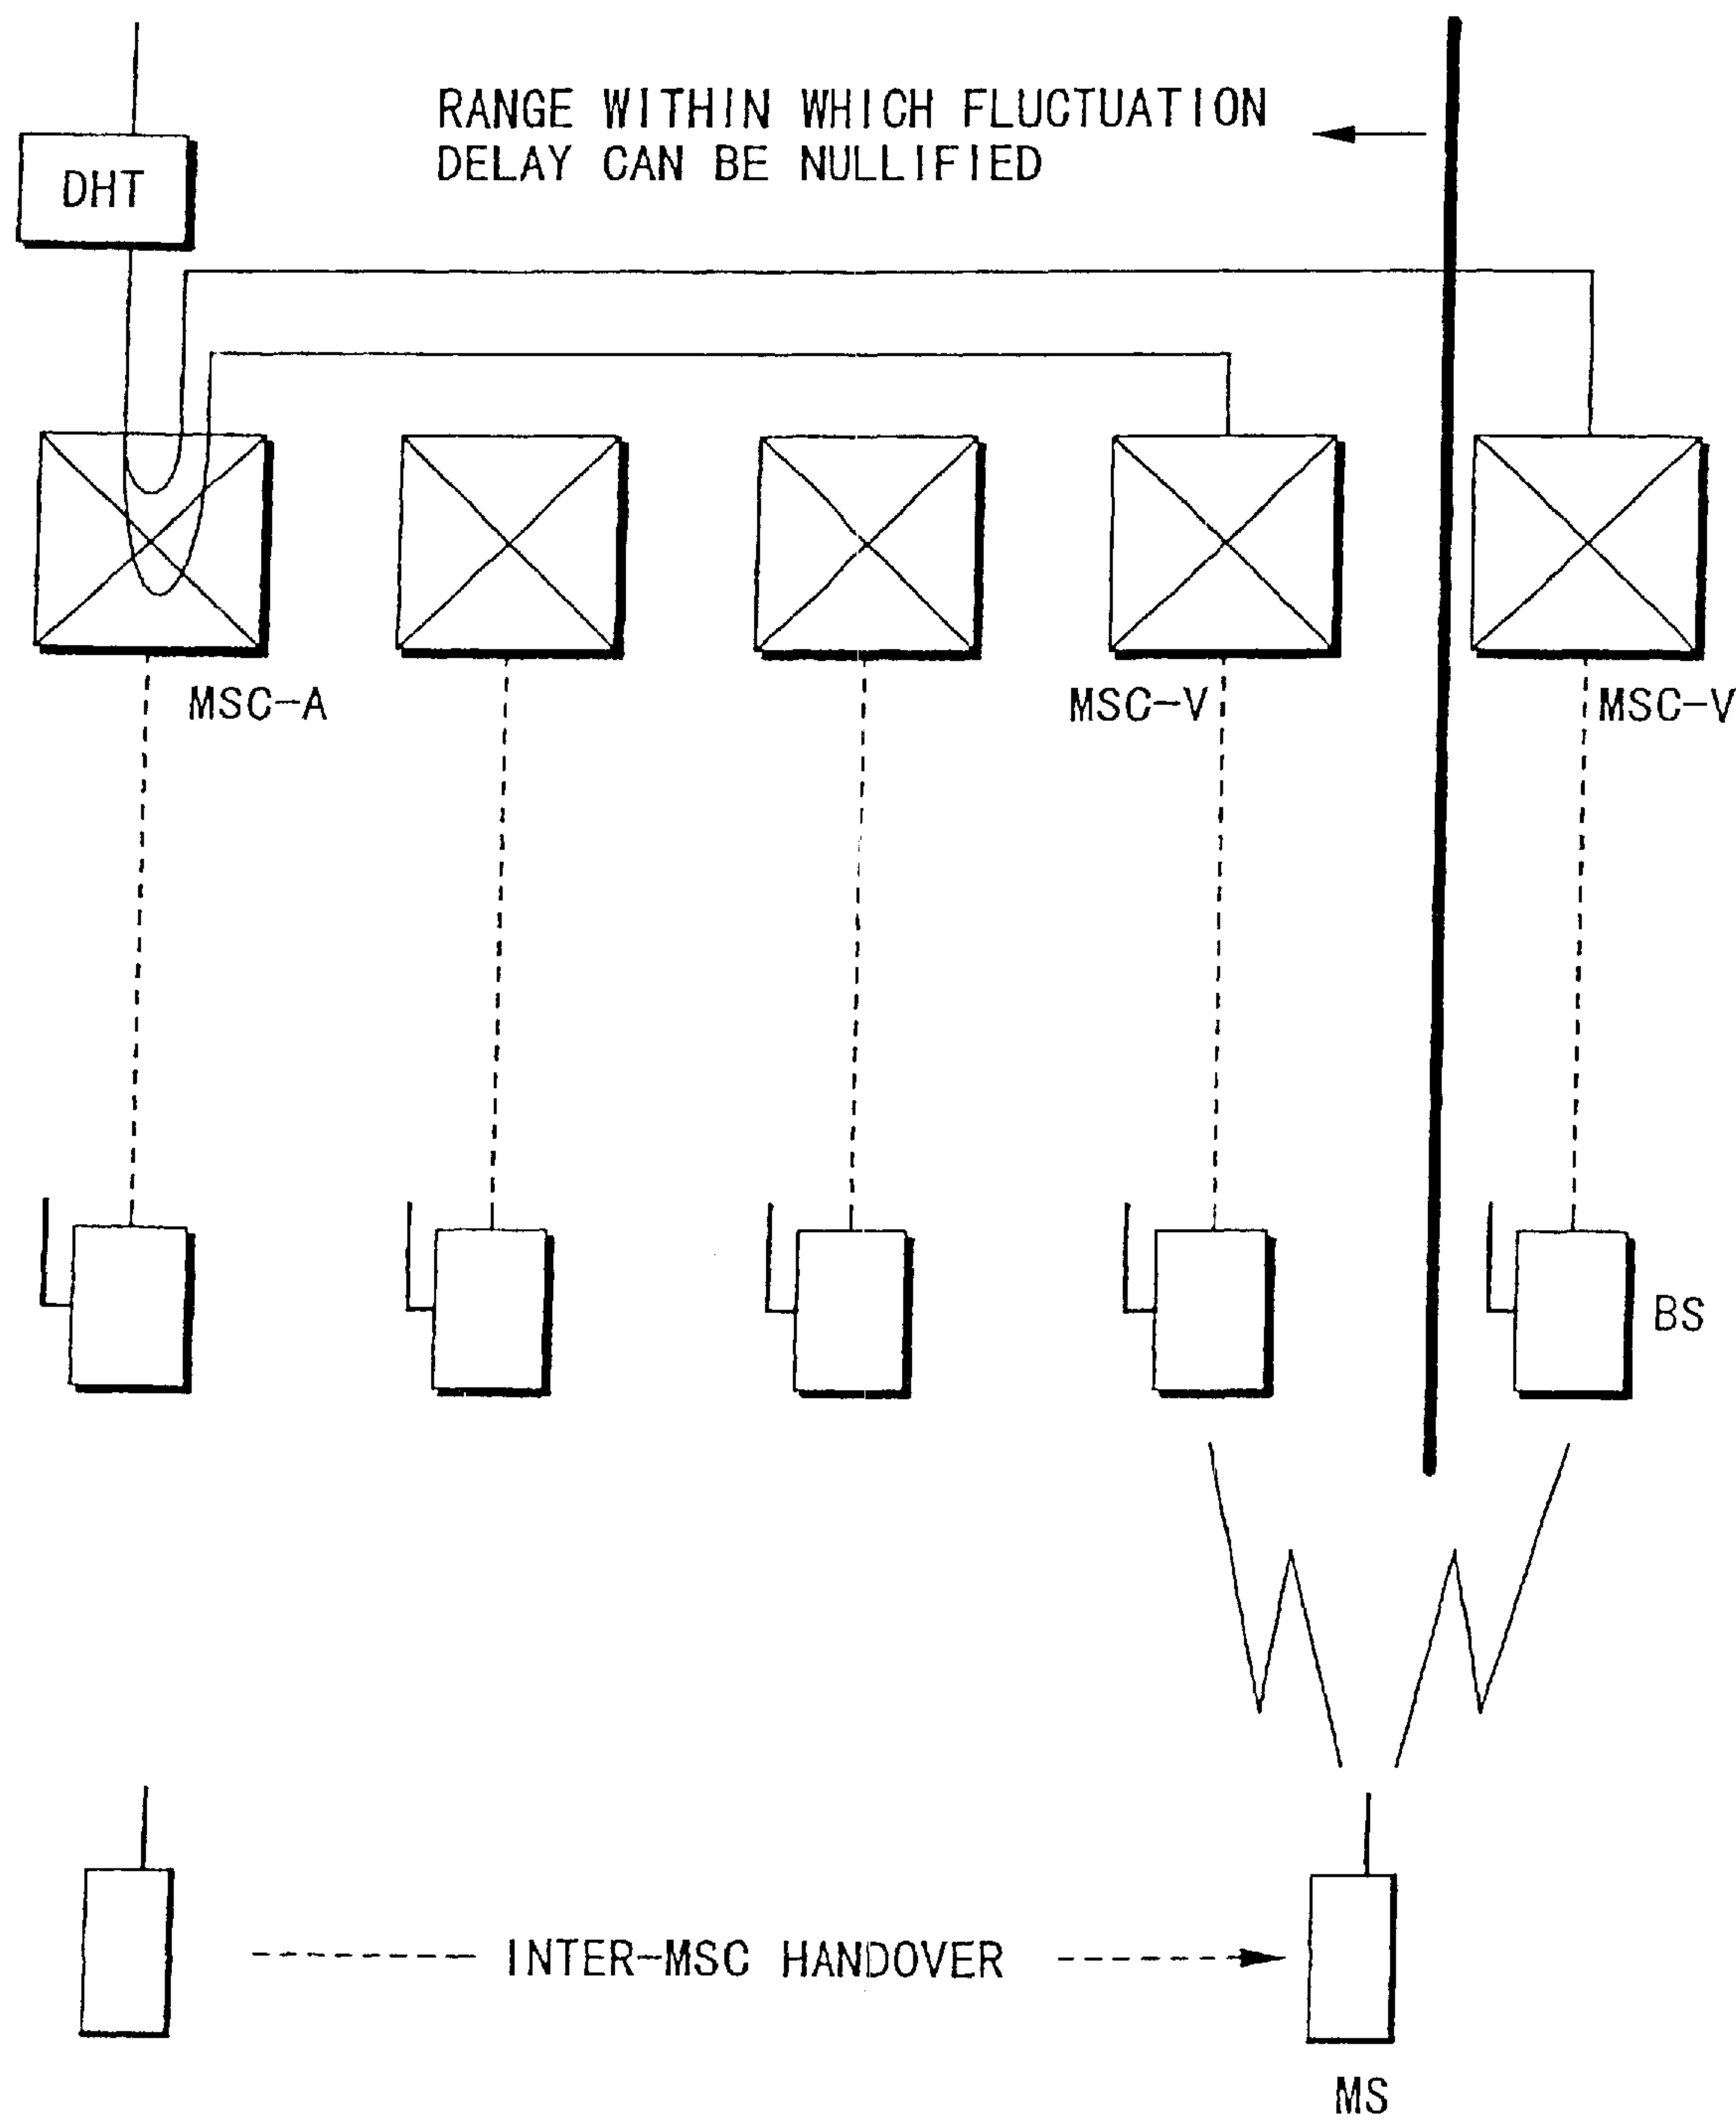 RANGE WITHIN WHICH FLUCTUATION
DELAY CAN BE NULLIFIED
DHT
MSC-A
MSC-V
MSC-V
BS
INTER-MSC HANDOVER
MS